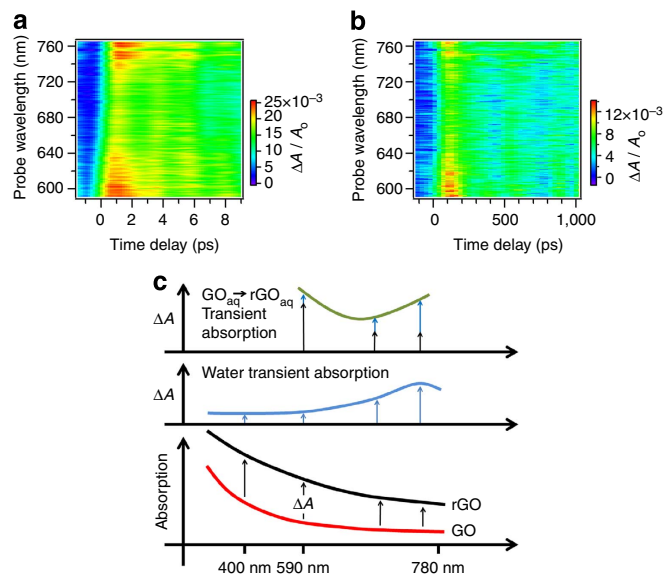 a
760
720
680
640
600
Probe wavelength (nm)
0 2 4 6 8
Time delay (ps)
25×10⁻³
20
15
10
5
0
ΔA / Aₒ
b
760
720
680
640
600
Probe wavelength (nm)
0 500 1,000
Time delay (ps)
12×10⁻³
8
4
0
ΔA / Aₒ
c
GOaq → rGOaq
Transient
absorption
ΔA
Water transient absorption
ΔA
Absorption
ΔA
rGO
GO
400 nm 590 nm 780 nm